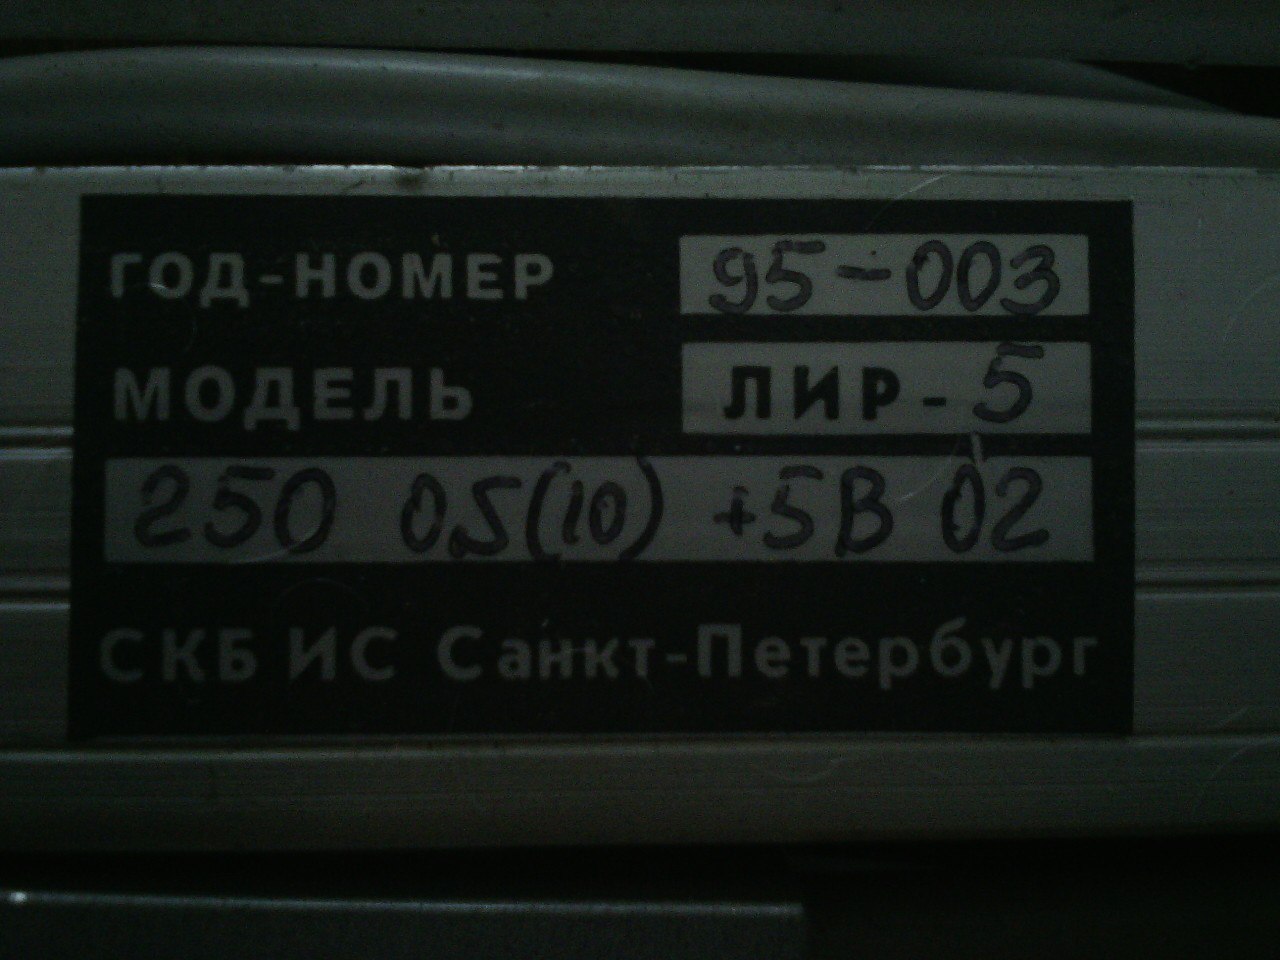 ГОД-НОМЕР 95-003
МОДЕЛЬ ЛИР-5
250 0.5(10) +5В 02
СКБ ИС Санкт-Петербург